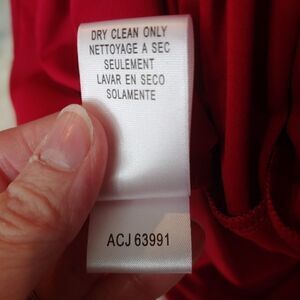 DRY CLEAN ONLY
NETTOYAGE A SEC
SEULEMENT
LAVAR EN SECO
SOLAMENTE
ACJ 63991